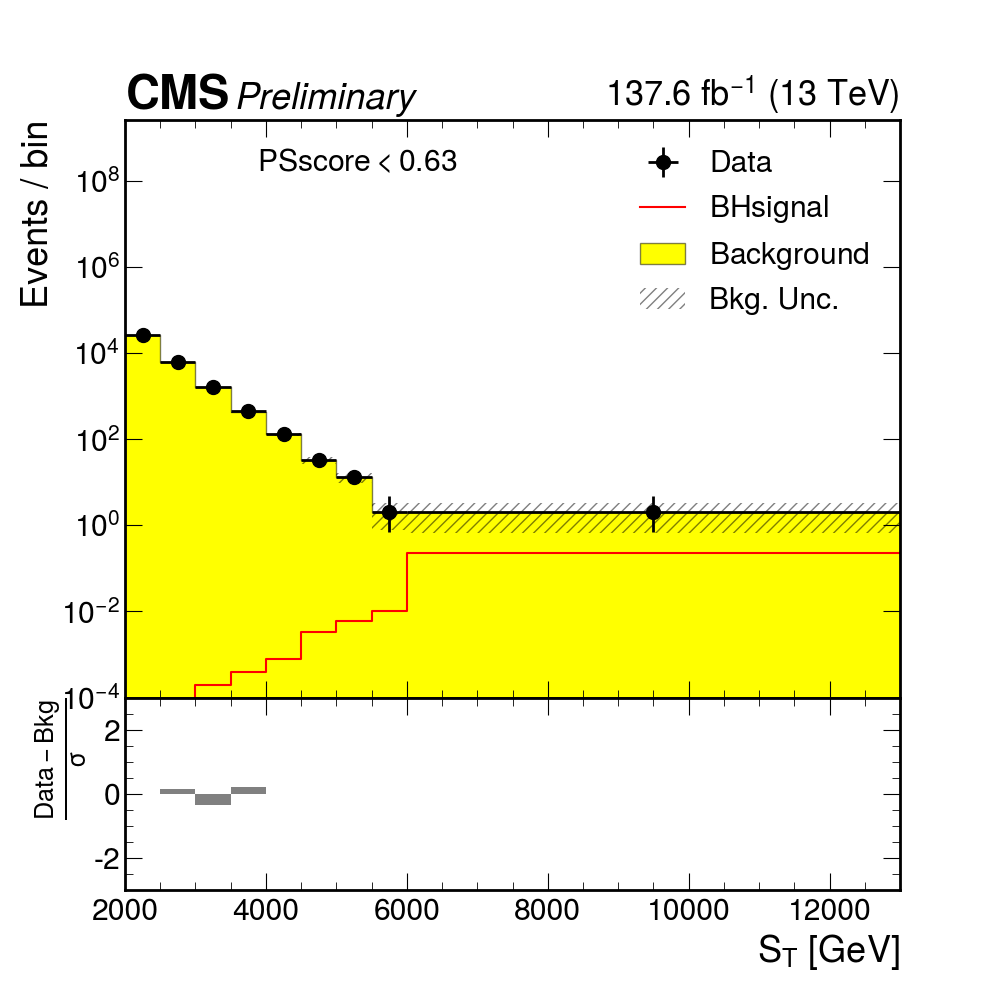 CMS Preliminary
137.6 fb⁻¹ (13 TeV)
Events / bin
PSscore < 0.63
Data
BHsignal
Background
Bkg. Unc.
10⁸
10⁶
10⁴
10²
10⁰
10⁻²
10⁻⁴
Data – Bkg
σ
2
0
-2
2000 4000 6000 8000 10000 12000
S_T [GeV]